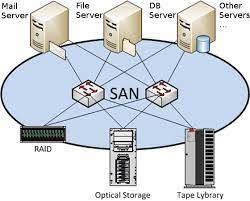 Mail
Server
File
Server
DB
Server
Other
Servers
...
SAN
RAID
Optical Storage
Tape Lybrary